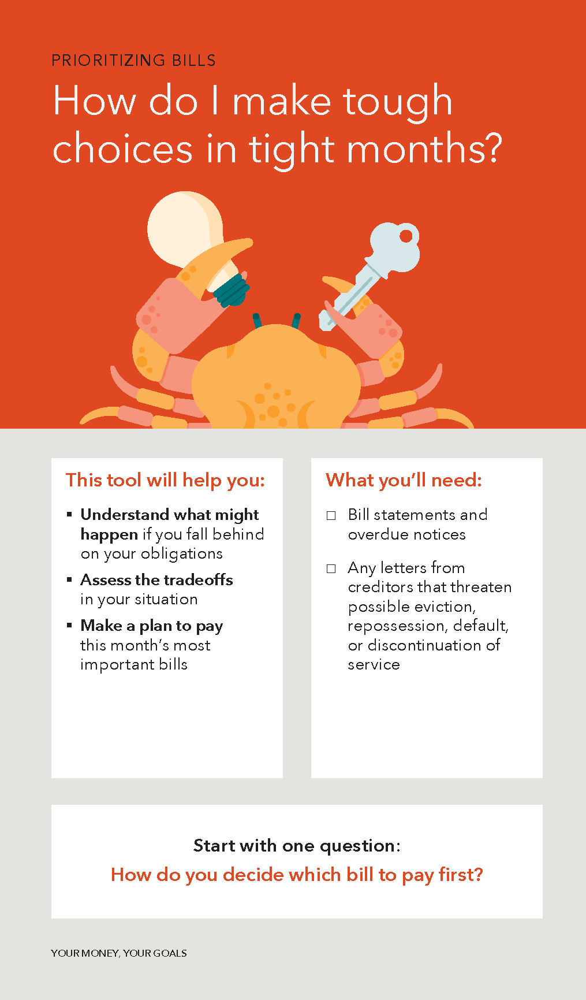 PRIORITIZING BILLS
How do I make tough
choices in tight months?
This tool will help you:
▪ Understand what might
happen if you fall behind
on your obligations
▪ Assess the tradeoffs
in your situation
▪ Make a plan to pay
this month’s most
important bills
What you’ll need:
□ Bill statements and
overdue notices
□ Any letters from
creditors that threaten
possible eviction,
repossession, default,
or discontinuation of
service
Start with one question:
How do you decide which bill to pay first?
YOUR MONEY, YOUR GOALS